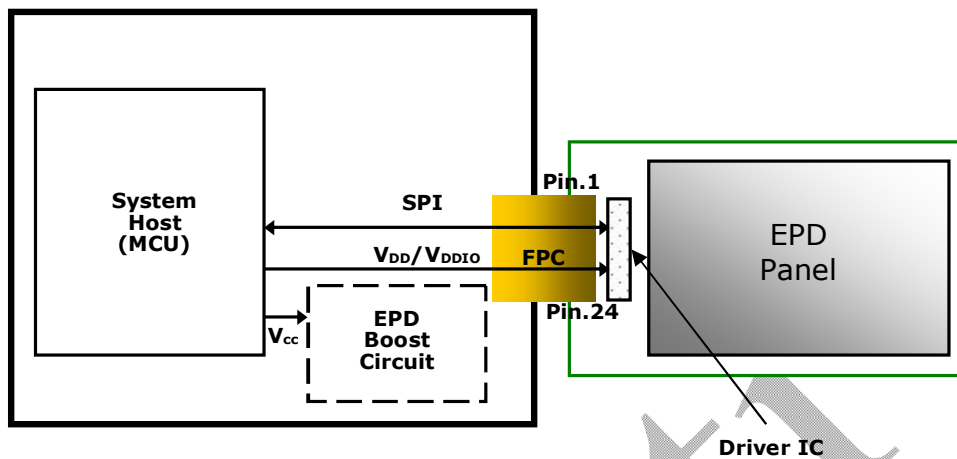 System
Host
(MCU)
SPI
VDD/VDDIO
VCC
EPD
Boost
Circuit
Pin.1
FPC
Pin.24
EPD
Panel
Driver IC